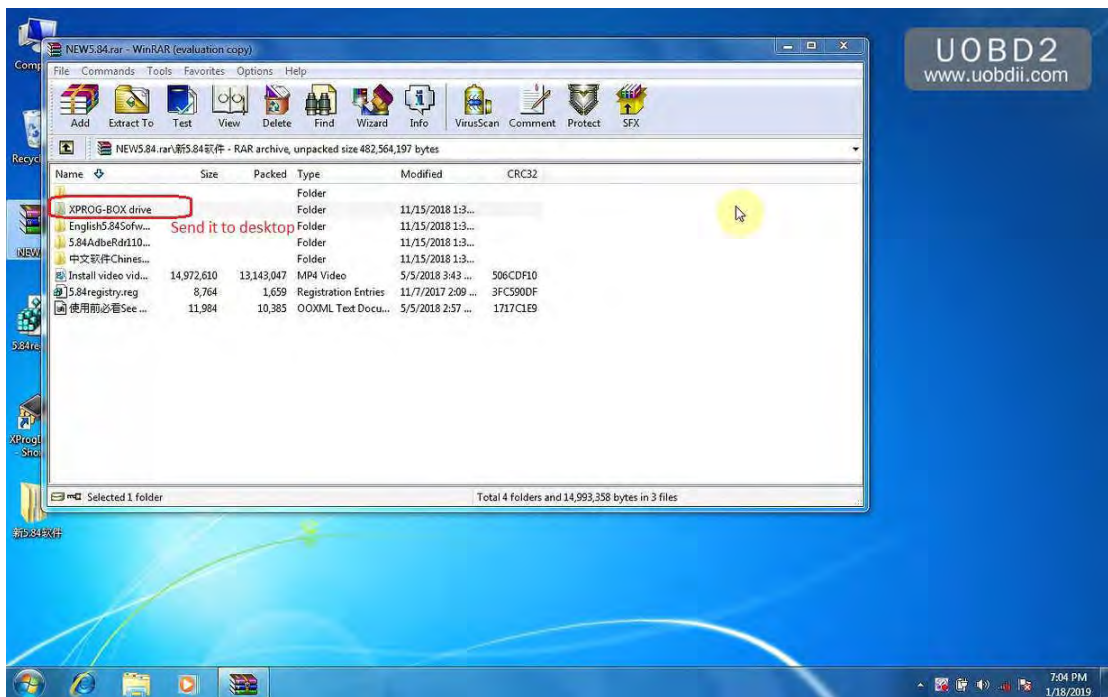 UOBD2
www.uobdii.com
NEW5.84.rar - WinRAR (evaluation copy)
File Commands Tools Favorites Options Help
Add Extract To Test View Delete Find Wizard Info VirusScan Comment Protect SFX
NEW5.84.rar\新5.84软件 - RAR archive, unpacked size 482,564,197 bytes
Name Size Packed Type Modified CRC32
Folder
XPROG-BOX drive Folder 11/15/2018 1:3...
Send it to desktop
English5.84Sofw... Folder 11/15/2018 1:3...
5.84AdbeRdr110... Folder 11/15/2018 1:3...
中文软件Chines... Folder 11/15/2018 1:3...
Install video vid... 14,972,610 13,143,047 MP4 Video 5/5/2018 3:43 ... 506CDF10
5.84registry.reg 8,764 1,659 Registration Entries 11/7/2017 2:09 ... 3FC590DF
使用前必看See ... 11,984 10,385 OOXML Text Docu... 5/5/2018 2:57 ... 1717C1E9
Selected 1 folder Total 4 folders and 14,993,358 bytes in 3 files
Comp
Recycl
NEW
5.84re
- Sho
新5.84软件
7:04 PM
1/18/2019